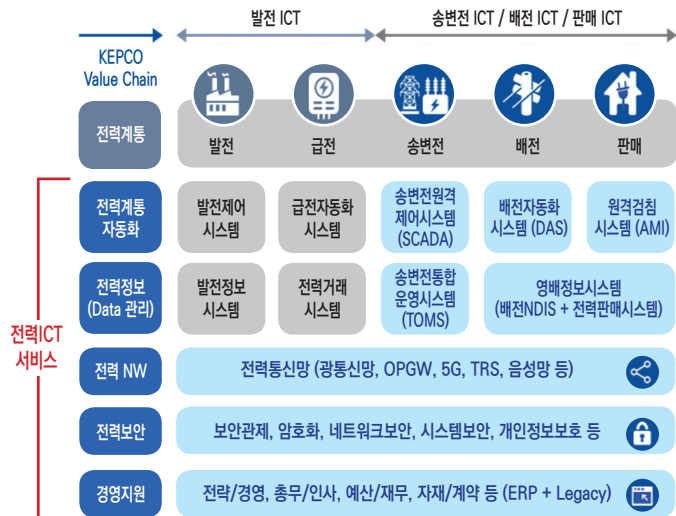 발전 ICT
송변전 ICT / 배전 ICT / 판매 ICT
KEPCO
Value Chain
전력계통
발전
급전
송변전
배전
판매
전력ICT
서비스
전력계통
자동화
발전제어
시스템
급전자동화
시스템
송변전원격
제어시스템
(SCADA)
배전자동화
시스템 (DAS)
원격검침
시스템 (AMI)
전력정보
(Data 관리)
발전정보
시스템
전력거래
시스템
송변전통합
운영시스템
(TOMS)
영배정보시스템
(배전NDIS + 전력판매시스템)
전력 NW
전력통신망 (광통신망, OPGW, 5G, TRS, 음성망 등)
전력보안
보안관제, 암호화, 네트워크보안, 시스템보안, 개인정보보호 등
경영지원
전략/경영, 총무/인사, 예산/재무, 자재/계약 등 (ERP + Legacy)